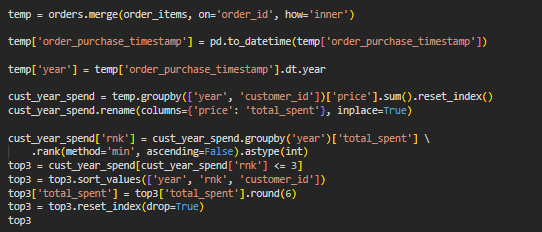 temp = orders.merge(order_items, on='order_id', how='inner')
temp['order_purchase_timestamp'] = pd.to_datetime(temp['order_purchase_timestamp'])
temp['year'] = temp['order_purchase_timestamp'].dt.year
cust_year_spend = temp.groupby(['year', 'customer_id'])['price'].sum().reset_index()
cust_year_spend.rename(columns={'price': 'total_spent'}, inplace=True)
cust_year_spend['rnk'] = cust_year_spend.groupby('year')['total_spent'] \
    .rank(method='min', ascending=False).astype(int)
top3 = cust_year_spend[cust_year_spend['rnk'] <= 3]
top3 = top3.sort_values(['year', 'rnk', 'customer_id'])
top3['total_spent'] = top3['total_spent'].round(6)
top3 = top3.reset_index(drop=True)
top3